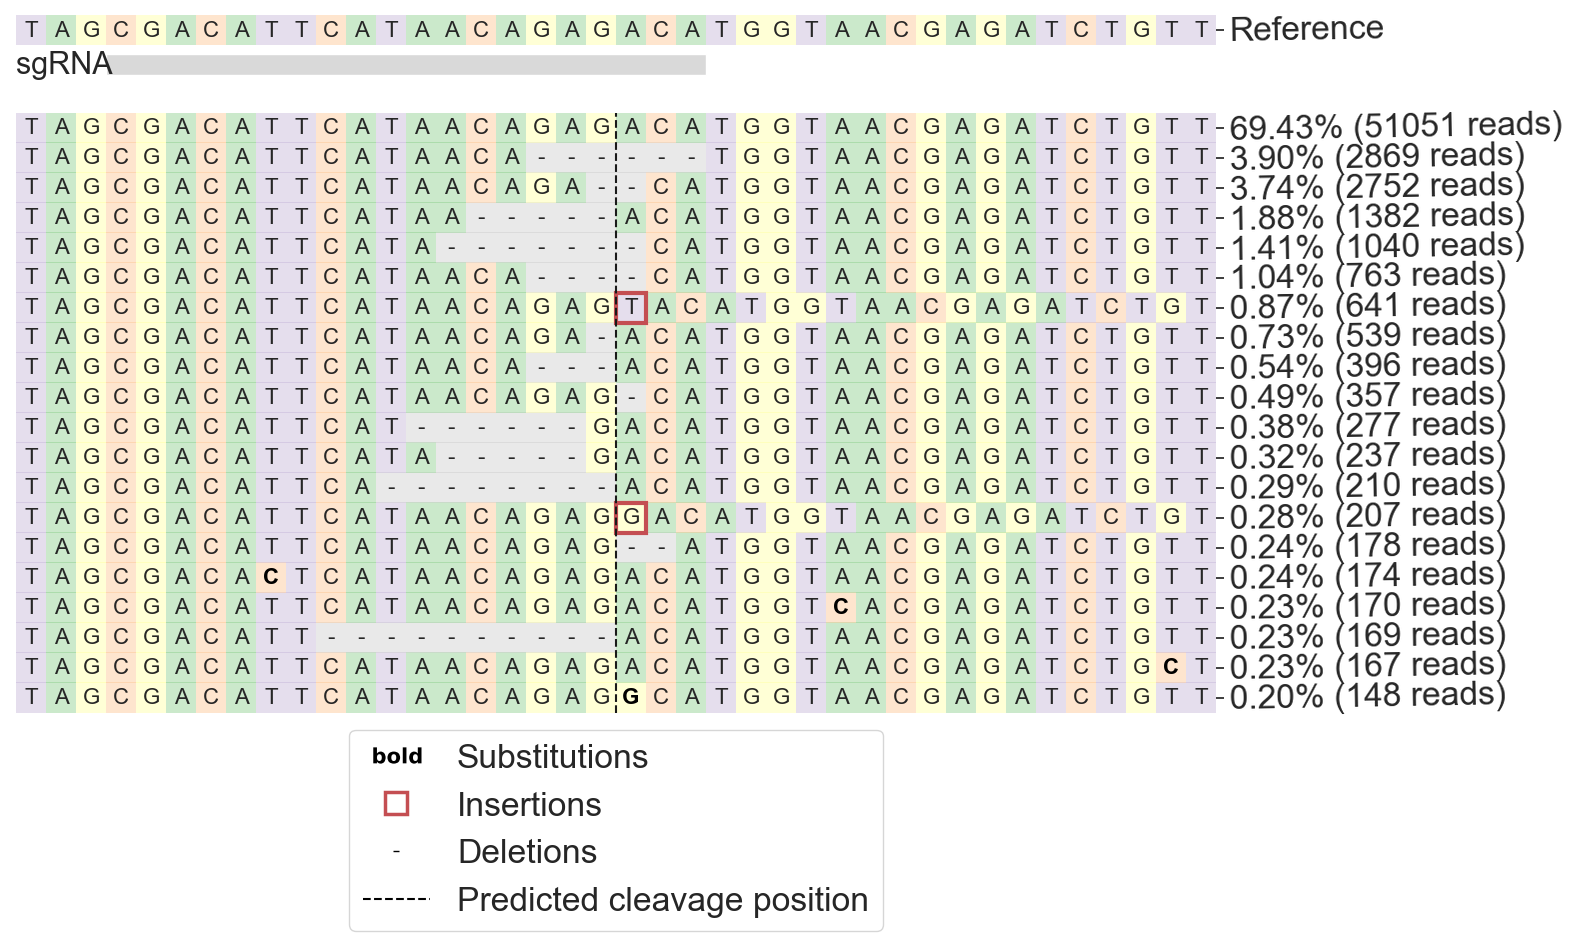 T A G C G A C A T T C A T A A C A G A G A C A T G G T A A C G A G A T C T G T T - Reference
sgRNA
T A G C G A C A T T C A T A A C A G A G A C A T G G T A A C G A G A T C T G T T - 69.43% (51051 reads)
T A G C G A C A T T C A T A A C A - - - - - - T G G T A A C G A G A T C T G T T - 3.90% (2869 reads)
T A G C G A C A T T C A T A A C A G A - - C A T G G T A A C G A G A T C T G T T - 3.74% (2752 reads)
T A G C G A C A T T C A T A A - - - - - A C A T G G T A A C G A G A T C T G T T - 1.88% (1382 reads)
T A G C G A C A T T C A T A - - - - - - - C A T G G T A A C G A G A T C T G T T - 1.41% (1040 reads)
T A G C G A C A T T C A T A A C A - - - - C A T G G T A A C G A G A T C T G T T - 1.04% (763 reads)
T A G C G A C A T T C A T A A C A G A G T A C A T G G T A A C G A G A T C T G T - 0.87% (641 reads)
T A G C G A C A T T C A T A A C A G A - A C A T G G T A A C G A G A T C T G T T - 0.73% (539 reads)
T A G C G A C A T T C A T A A C A - - - A C A T G G T A A C G A G A T C T G T T - 0.54% (396 reads)
T A G C G A C A T T C A T A A C A G A G - C A T G G T A A C G A G A T C T G T T - 0.49% (357 reads)
T A G C G A C A T T C A T - - - - - - G A C A T G G T A A C G A G A T C T G T T - 0.38% (277 reads)
T A G C G A C A T T C A T A - - - - - G A C A T G G T A A C G A G A T C T G T T - 0.32% (237 reads)
T A G C G A C A T T C A - - - - - - - - A C A T G G T A A C G A G A T C T G T T - 0.29% (210 reads)
T A G C G A C A T T C A T A A C A G A G G A C A T G G T A A C G A G A T C T G T - 0.28% (207 reads)
T A G C G A C A T T C A T A A C A G A G - - A T G G T A A C G A G A T C T G T T - 0.24% (178 reads)
T A G C G A C A C T C A T A A C A G A G A C A T G G T A A C G A G A T C T G T T - 0.24% (174 reads)
T A G C G A C A T T C A T A A C A G A G A C A T G G T C A C G A G A T C T G T T - 0.23% (170 reads)
T A G C G A C A T T - - - - - - - - - - A C A T G G T A A C G A G A T C T G T T - 0.23% (169 reads)
T A G C G A C A T T C A T A A C A G A G A C A T G G T A A C G A G A T C T G C T - 0.23% (167 reads)
T A G C G A C A T T C A T A A C A G A G G C A T G G T A A C G A G A T C T G T T - 0.20% (148 reads)
bold Substitutions
Insertions
- Deletions
Predicted cleavage position